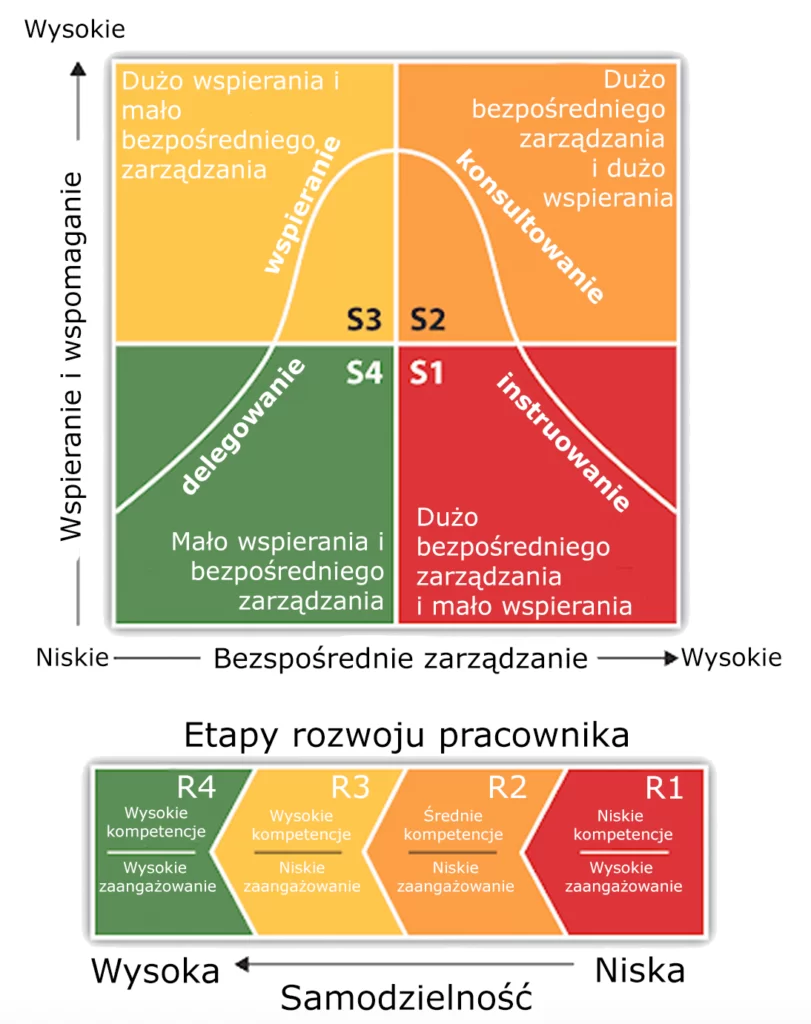 Wysokie
Dużo wspierania i
mało
bezpośredniego
zarządzania
Dużo
bezpośredniego
zarządzania
i dużo
wspierania
wspieranie
konsultowanie
Wspieranie i wspomaganie
S3
S2
S4
S1
delegowanie
instruowanie
Mało wspierania i
bezpośredniego
zarządzania
Dużo
bezpośredniego
zarządzania
i mało wspierania
Niskie
Bezspośrednie zarządzanie
Wysokie
Etapy rozwoju pracownika
R4
Wysokie
kompetencje
Wysokie
zaangażowanie
R3
Wysokie
kompetencje
Niskie
zaangażowanie
R2
Średnie
kompetencje
Niskie
zaangażowanie
R1
Niskie
kompetencje
Wysokie
zaangażowanie
Wysoka
Niska
Samodzielność